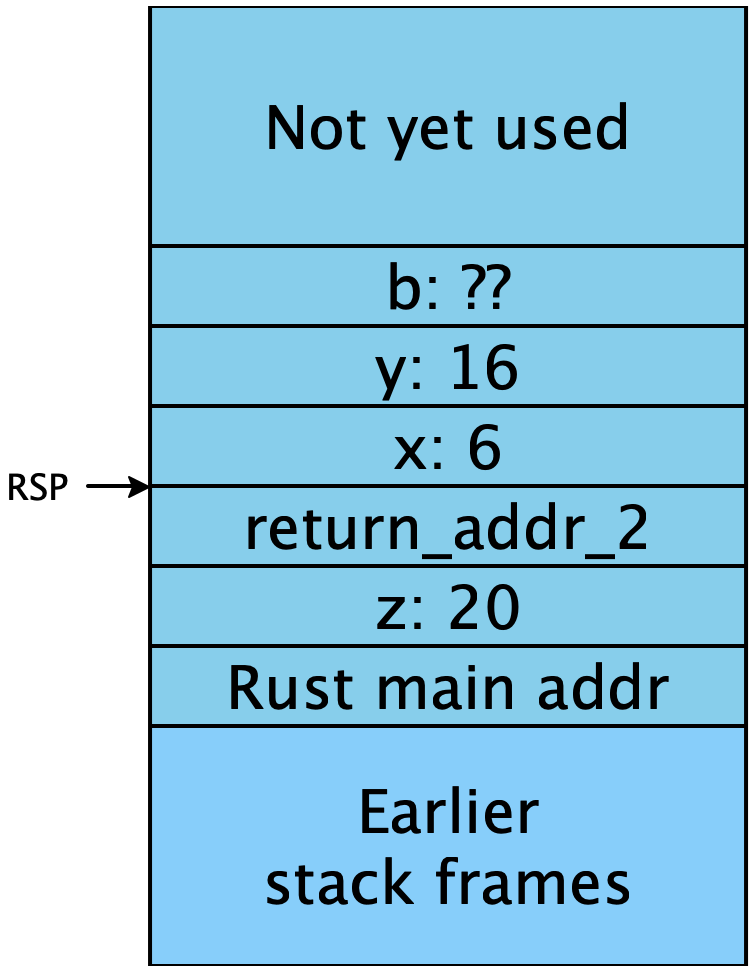 Not yet used
b: ??
y: 16
x: 6
RSP
return_addr_2
z: 20
Rust main addr
Earlier
stack frames